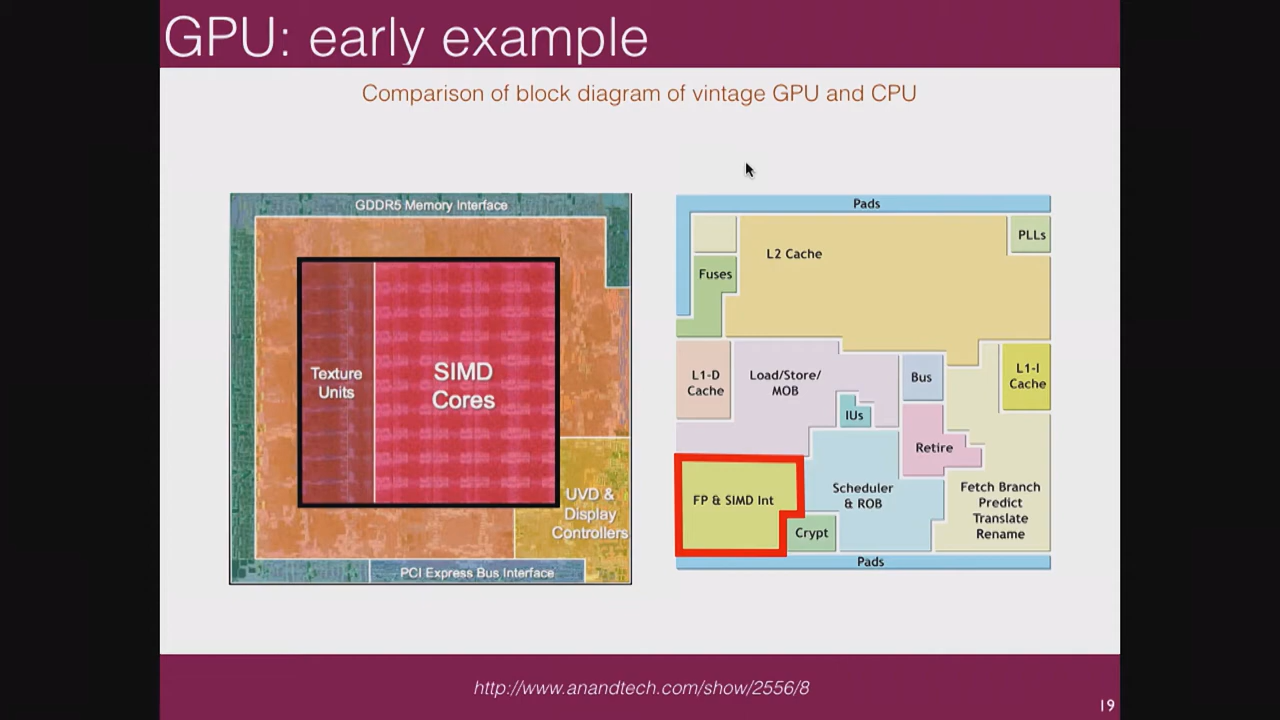 GPU: early example
Comparison of block diagram of vintage GPU and CPU
GDDR5 Memory Interface
Texture
Units
SIMD
Cores
UVD &
Display
Controllers
PCI Express Bus Interface
Pads
PLLs
L2 Cache
Fuses
L1-D
Cache
Load/Store/
MOB
Bus
L1-I
Cache
IUs
Retire
FP & SIMD Int
Scheduler
& ROB
Fetch Branch
Predict
Translate
Rename
Crypt
Pads
http://www.anandtech.com/show/2556/8
19